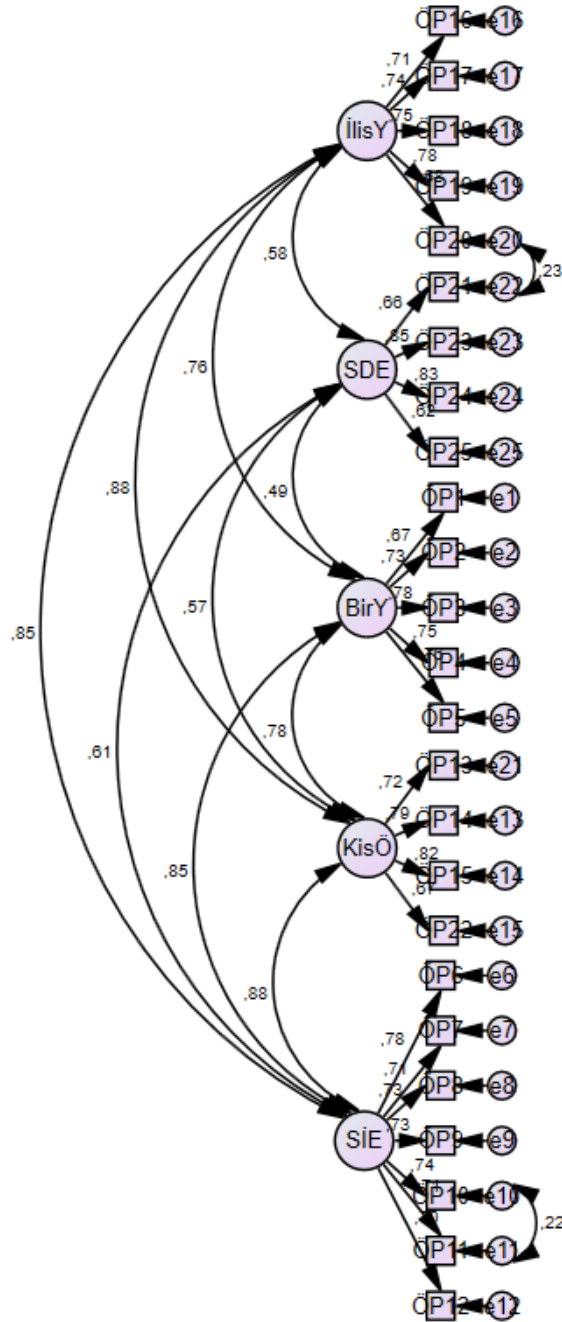 ÖP16 e16
,71
ÖP17 e17
,74
ÖP18 e18
,75
İlisY
ÖP19 e19
,78
ÖP20 e20
,58
ÖP21 e22
,23
,66
ÖP23 e23
,85
SDE
ÖP24 e24
,83
,62
ÖP25 e25
,76
,88
,49
ÖP1 e1
,67
ÖP2 e2
,73
BirY
,78
ÖP3 e3
,57
,75
ÖP4 e4
,85
ÖP5 e5
,78
,61
ÖP13 e21
,72
ÖP14 e13
,79
KisÖ
,82
ÖP15 e14
,85
,67
ÖP22 e15
ÖP6 e6
,88
,78
ÖP7 e7
,71
,73
ÖP8 e8
SİE
,73
ÖP9 e9
,74
ÖP10 e10
,22
ÖP11 e11
ÖP12 e12